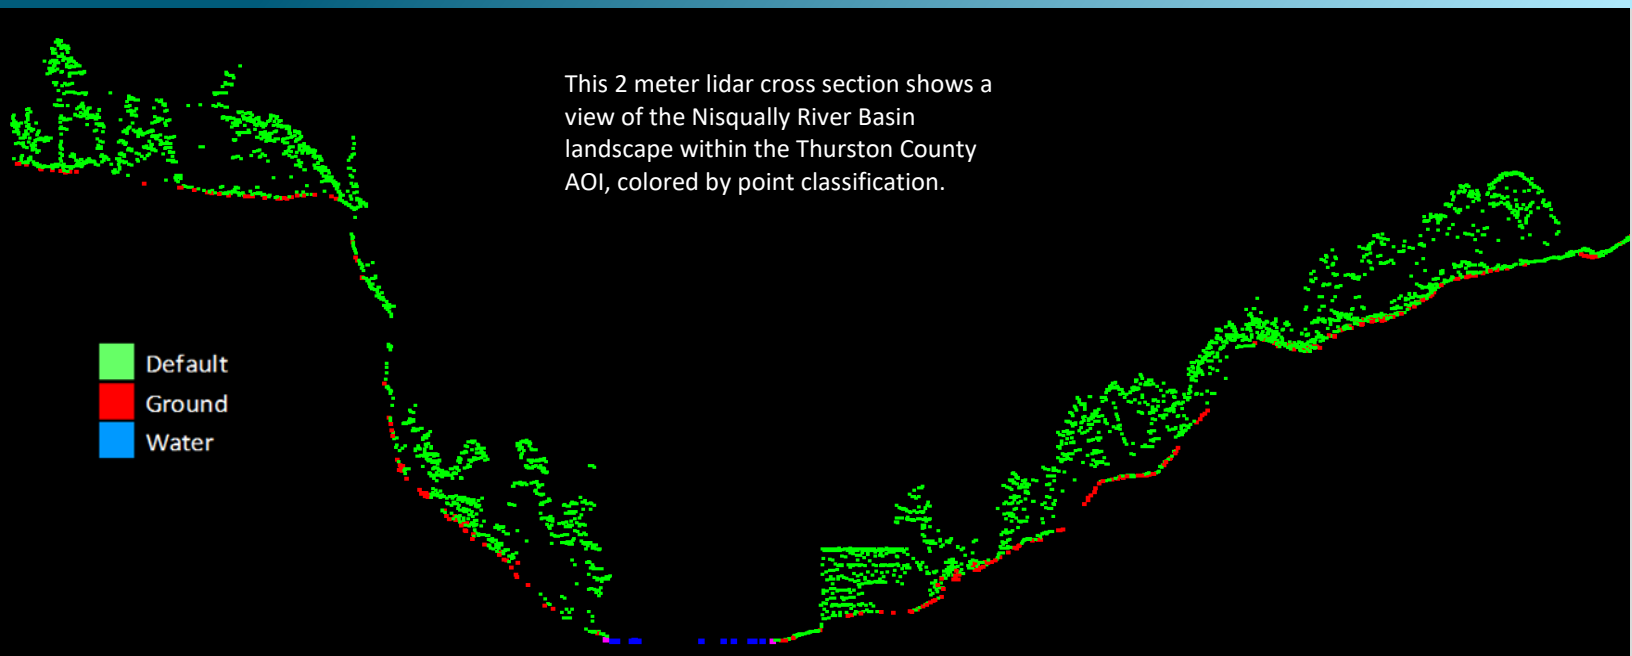 This 2 meter lidar cross section shows a
view of the Nisqually River Basin
landscape within the Thurston County
AOI, colored by point classification.
Default
Ground
Water